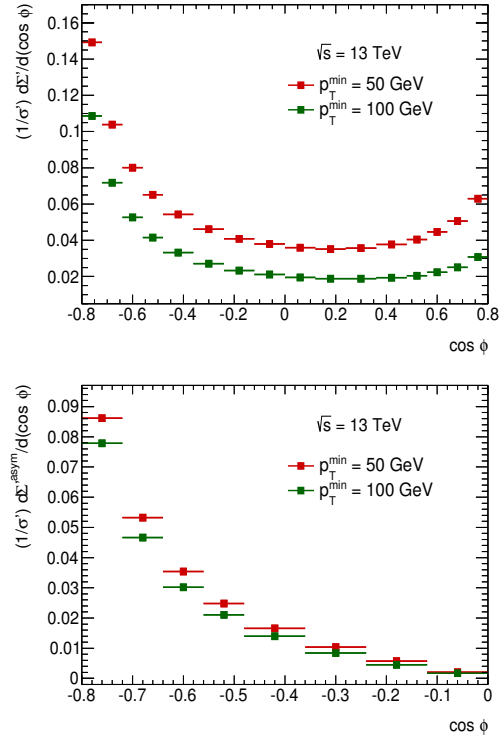 (1/σ') dΣ'/d(cos ϕ)
0.16
0.14
0.12
0.1
0.08
0.06
0.04
0.02
√s = 13 TeV
p_T^min = 50 GeV
p_T^min = 100 GeV
-0.8 -0.6 -0.4 -0.2 0 0.2 0.4 0.6 0.8
cos ϕ
(1/σ') dΣ'^asym/d(cos ϕ)
0.09
0.08
0.07
0.06
0.05
0.04
0.03
0.02
0.01
0
√s = 13 TeV
p_T^min = 50 GeV
p_T^min = 100 GeV
-0.8 -0.7 -0.6 -0.5 -0.4 -0.3 -0.2 -0.1 0
cos ϕ